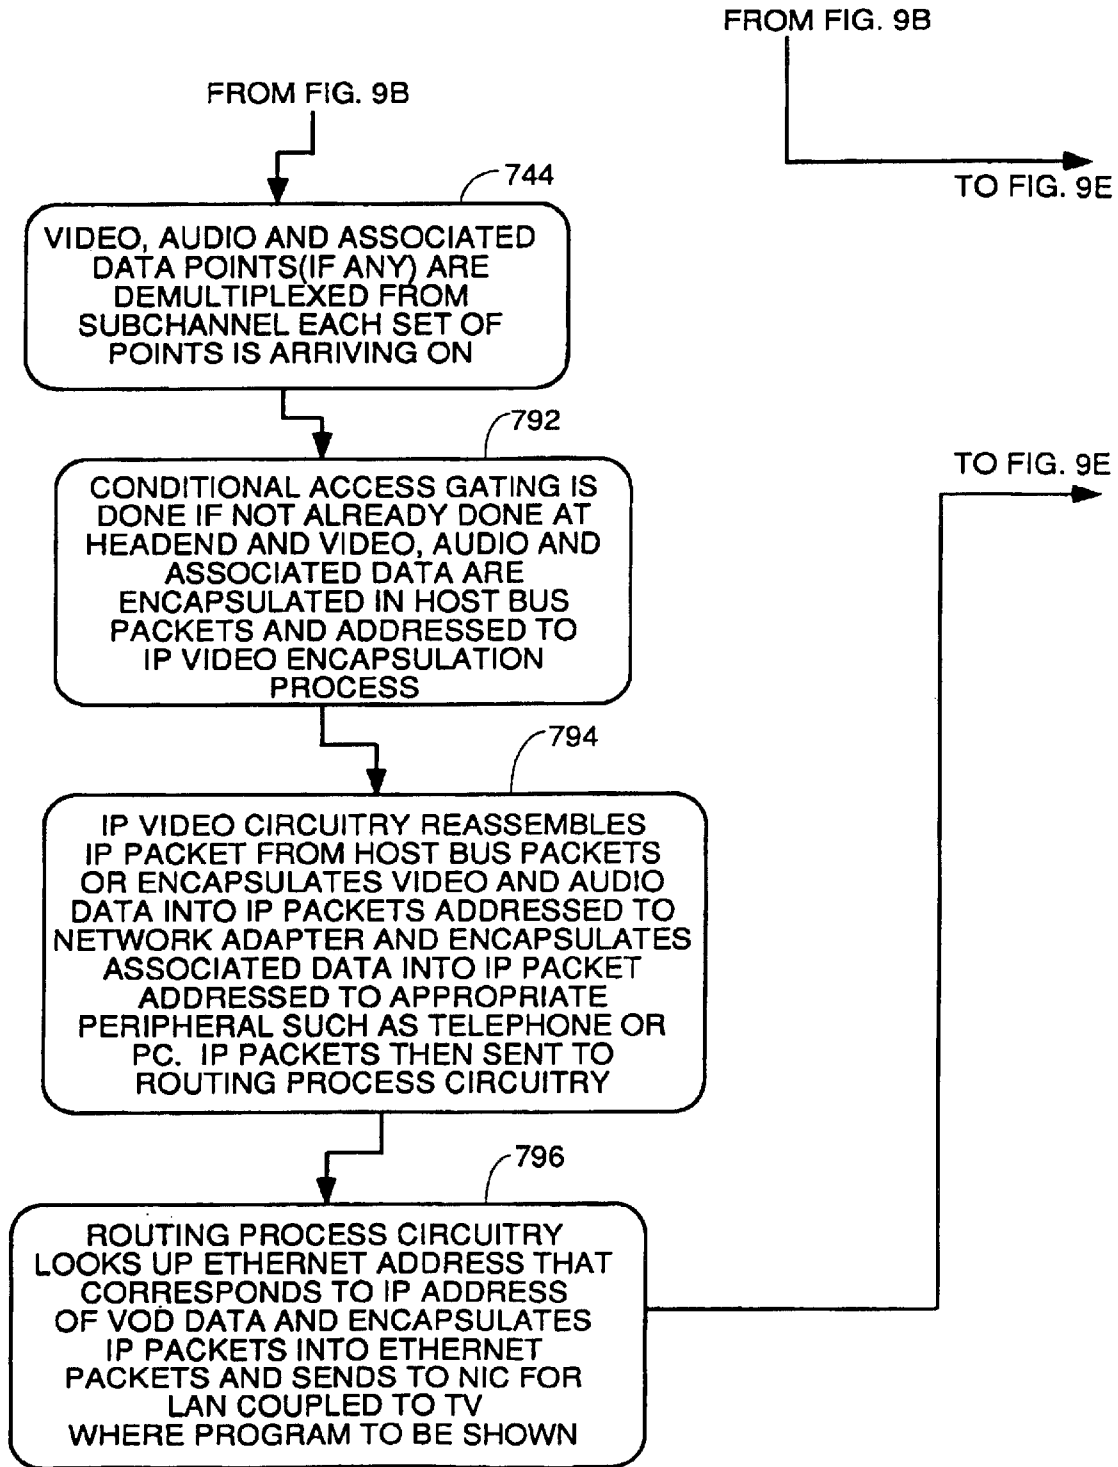 FROM FIG. 9B
FROM FIG. 9B
TO FIG. 9E
744
VIDEO, AUDIO AND ASSOCIATED
DATA POINTS(IF ANY) ARE
DEMULTIPLEXED FROM
SUBCHANNEL EACH SET OF
POINTS IS ARRIVING ON
792
CONDITIONAL ACCESS GATING IS
DONE IF NOT ALREADY DONE AT
HEADEND AND VIDEO, AUDIO AND
ASSOCIATED DATA ARE
ENCAPSULATED IN HOST BUS
PACKETS AND ADDRESSED TO
IP VIDEO ENCAPSULATION
PROCESS
TO FIG. 9E
794
IP VIDEO CIRCUITRY REASSEMBLES
IP PACKET FROM HOST BUS PACKETS
OR ENCAPSULATES VIDEO AND AUDIO
DATA INTO IP PACKETS ADDRESSED TO
NETWORK ADAPTER AND ENCAPSULATES
ASSOCIATED DATA INTO IP PACKET
ADDRESSED TO APPROPRIATE
PERIPHERAL SUCH AS TELEPHONE OR
PC. IP PACKETS THEN SENT TO
ROUTING PROCESS CIRCUITRY
796
ROUTING PROCESS CIRCUITRY
LOOKS UP ETHERNET ADDRESS THAT
CORRESPONDS TO IP ADDRESS
OF VOD DATA AND ENCAPSULATES
IP PACKETS INTO ETHERNET
PACKETS AND SENDS TO NIC FOR
LAN COUPLED TO TV
WHERE PROGRAM TO BE SHOWN